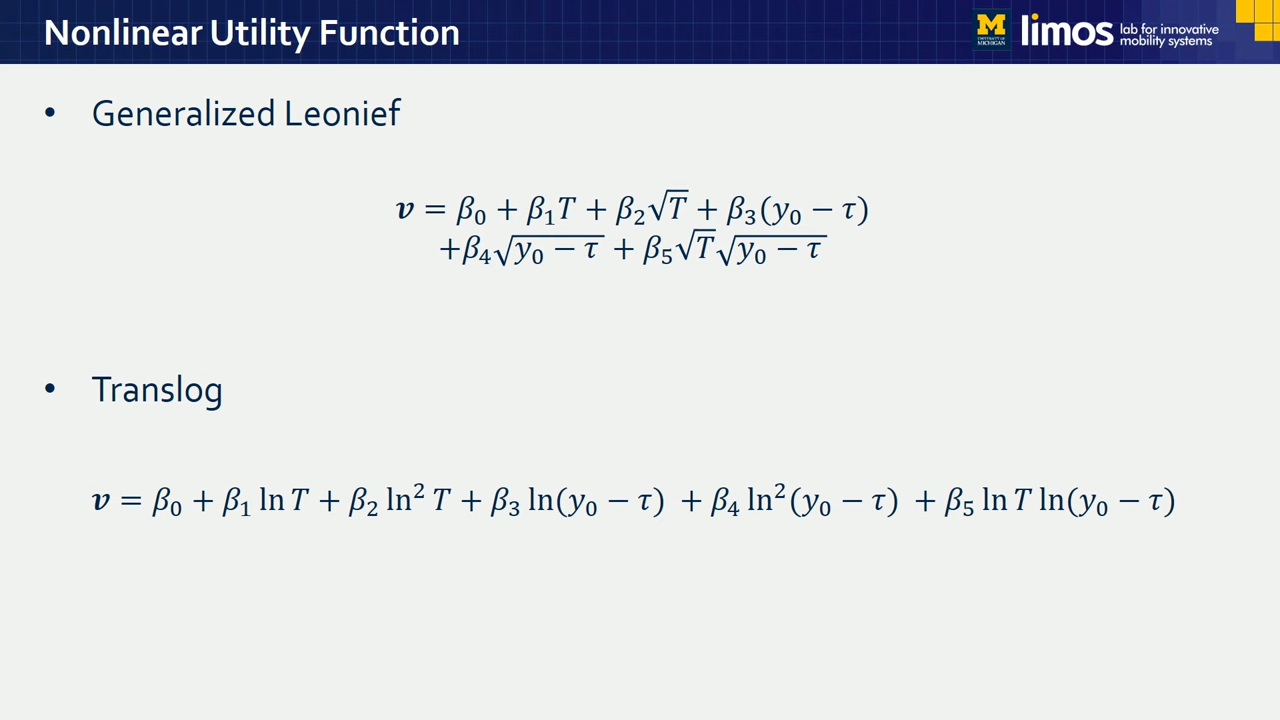 Nonlinear Utility Function
M
UNIVERSITY OF
MICHIGAN
limos
lab for innovative
mobility systems
• Generalized Leonief
𝒗 = β₀ + β₁T + β₂√T + β₃(y₀ − τ)
+β₄√(y₀ − τ) + β₅√T√(y₀ − τ)
• Translog
𝒗 = β₀ + β₁ ln T + β₂ ln² T + β₃ ln(y₀ − τ) + β₄ ln²(y₀ − τ) + β₅ ln T ln(y₀ − τ)